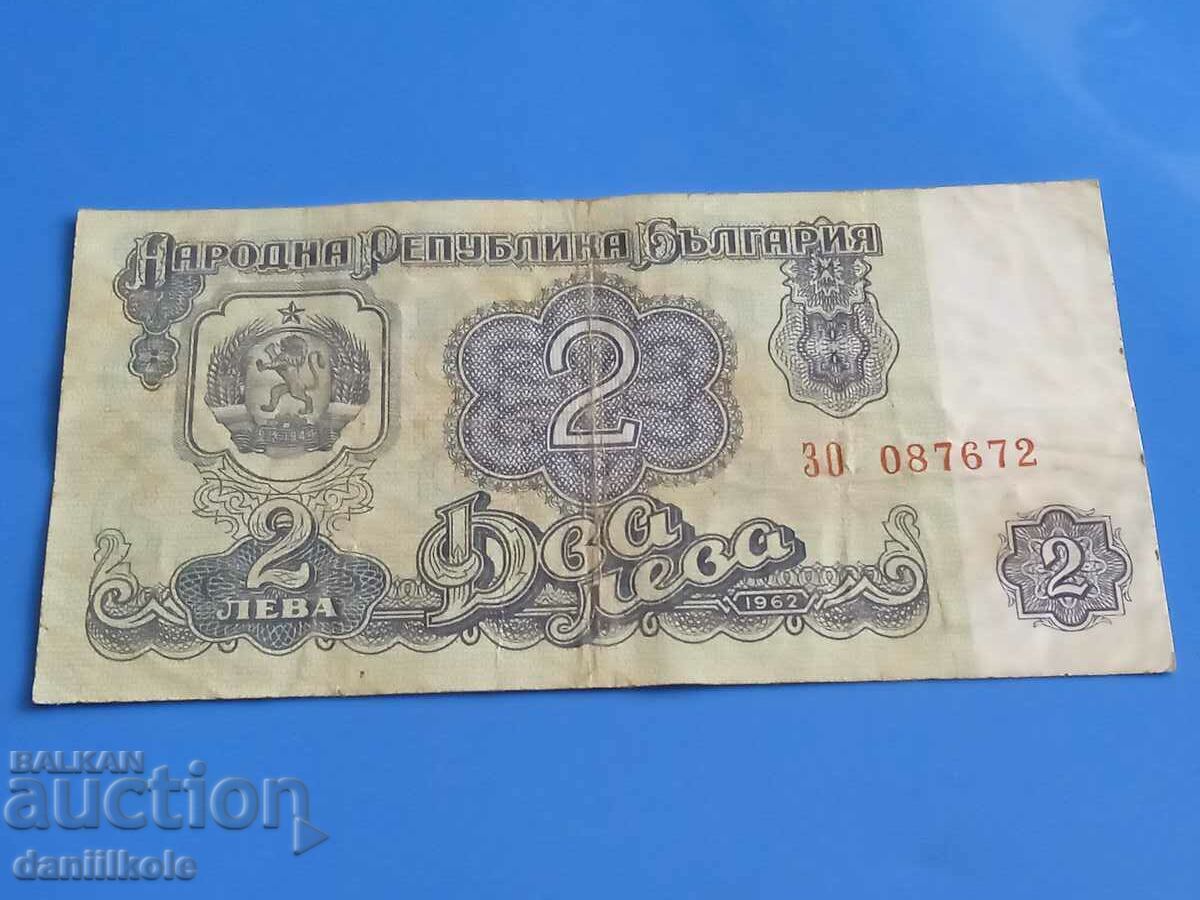 Народна Република България
2
ЗО 087672
2
ЛЕВА
Два
лева
1962
2
BALKAN
auction
daniilkole